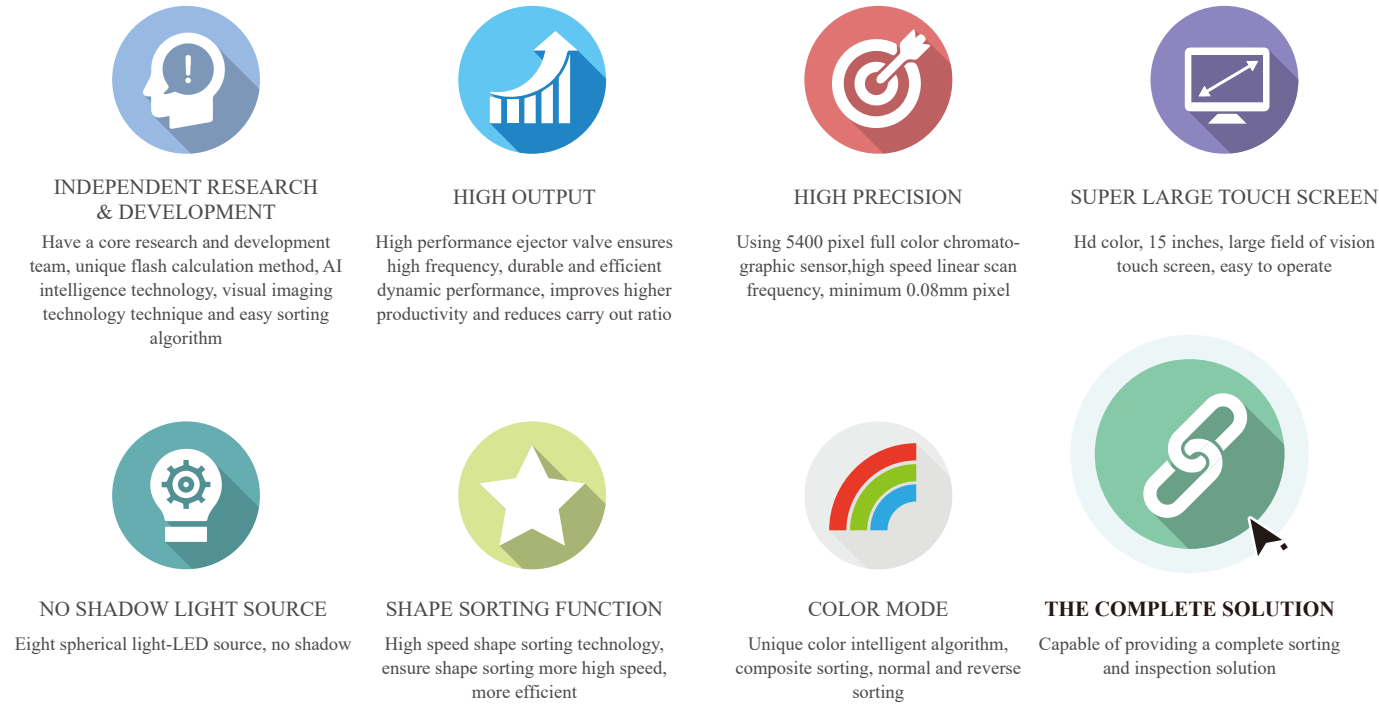 INDEPENDENT RESEARCH
& DEVELOPMENT
Have a core research and development
team, unique flash calculation method, AI
intelligence technology, visual imaging
technology technique and easy sorting
algorithm
HIGH OUTPUT
High performance ejector valve ensures
high frequency, durable and efficient
dynamic performance, improves higher
productivity and reduces carry out ratio
HIGH PRECISION
Using 5400 pixel full color chromato-
graphic sensor,high speed linear scan
frequency, minimum 0.08mm pixel
SUPER LARGE TOUCH SCREEN
Hd color, 15 inches, large field of vision
touch screen, easy to operate
NO SHADOW LIGHT SOURCE
Eight spherical light-LED source, no shadow
SHAPE SORTING FUNCTION
High speed shape sorting technology,
ensure shape sorting more high speed,
more efficient
COLOR MODE
Unique color intelligent algorithm,
composite sorting, normal and reverse
sorting
THE COMPLETE SOLUTION
Capable of providing a complete sorting
and inspection solution